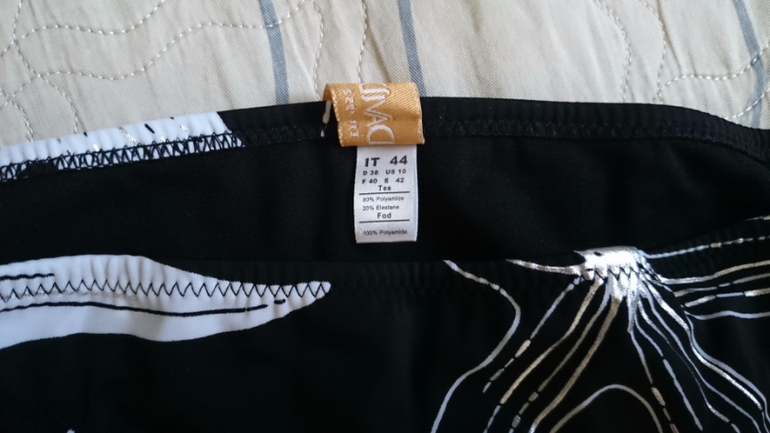 IT 44
D 38 US 10
F 40 E 42
Tes
80% Polyamide
20% Elastane
Fod
100% Polyamide